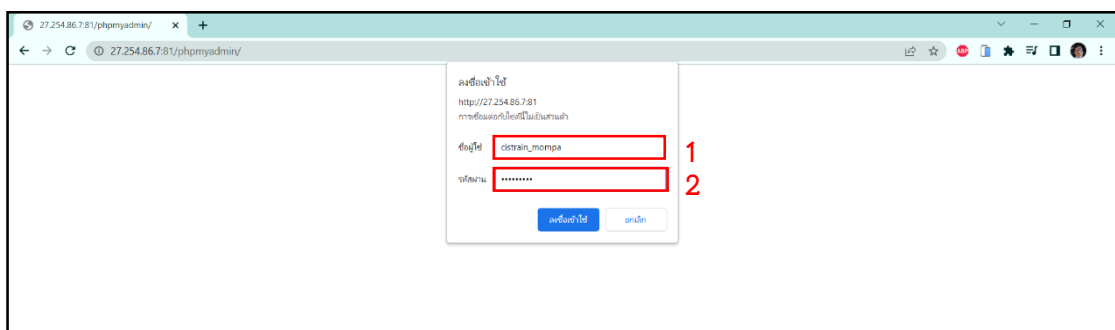 27.254.86.7:81/phpmyadmin/
27.254.86.7:81/phpmyadmin/
ABP
ลงชื่อเข้าใช้
http://27.254.86.7:81
การเชื่อมต่อกับไซต์นี้ไม่เป็นส่วนตัว
ชื่อผู้ใช้ cistrain_mompa 1
รหัสผ่าน ••••••••• 2
ลงชื่อเข้าใช้ ยกเลิก